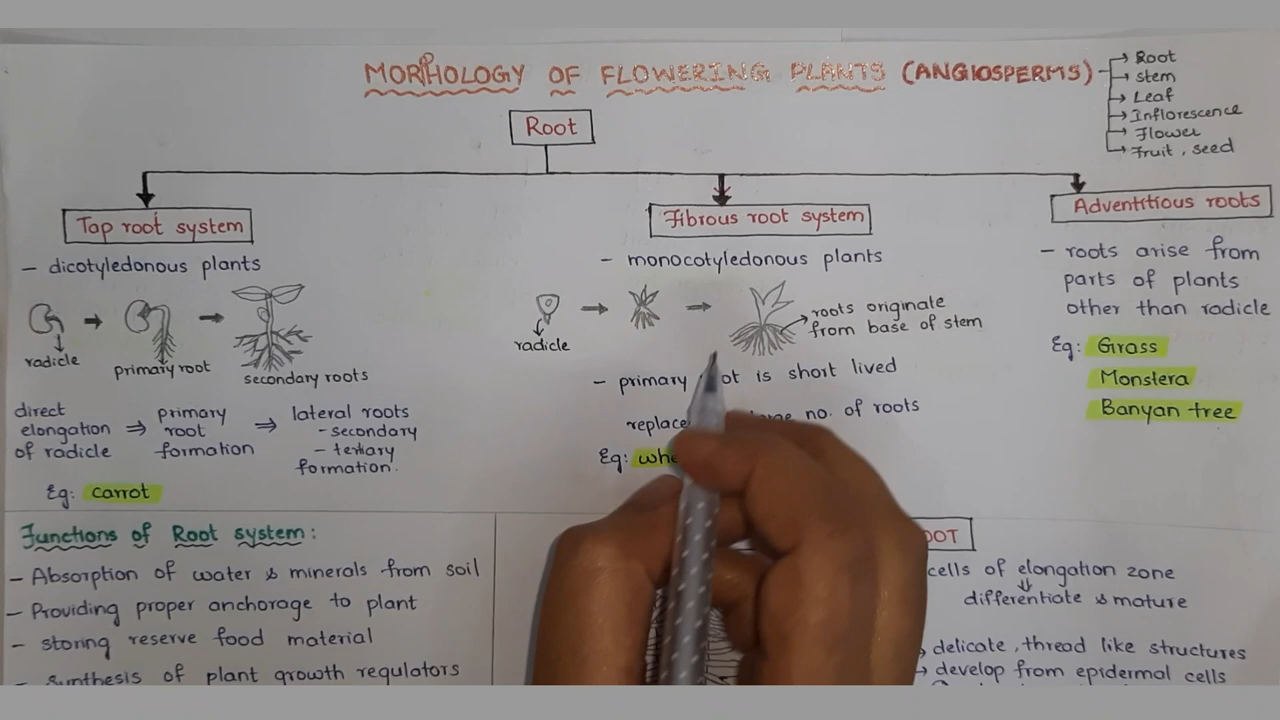 MORPHOLOGY OF FLOWERING PLANTS (ANGIOSPERMS)
Root
stem
Leaf
Inflorescence
Flower
Fruit, seed
Root
Tap root system
- dicotyledonous plants
radicle
primary root
secondary roots
direct elongation of radicle ⇒ primary root formation ⇒ lateral roots
- secondary
- tertiary
formation.
Eg: carrot
Fibrous root system
- monocotyledonous plants
radicle
roots originate
from base of stem
- primary is short lived
no. of roots
Eg:
Adventitious roots
- roots arise from
parts of plants
other than radicle
Eg: Grass
Monstera
Banyan tree
Functions of Root system:
- Absorption of water & minerals from soil
- Providing proper anchorage to plant
- storing reserve food material
- synthesis of plant growth regulators
cells of elongation zone
differentiate & mature
delicate, thread like structures
develop from epidermal cells